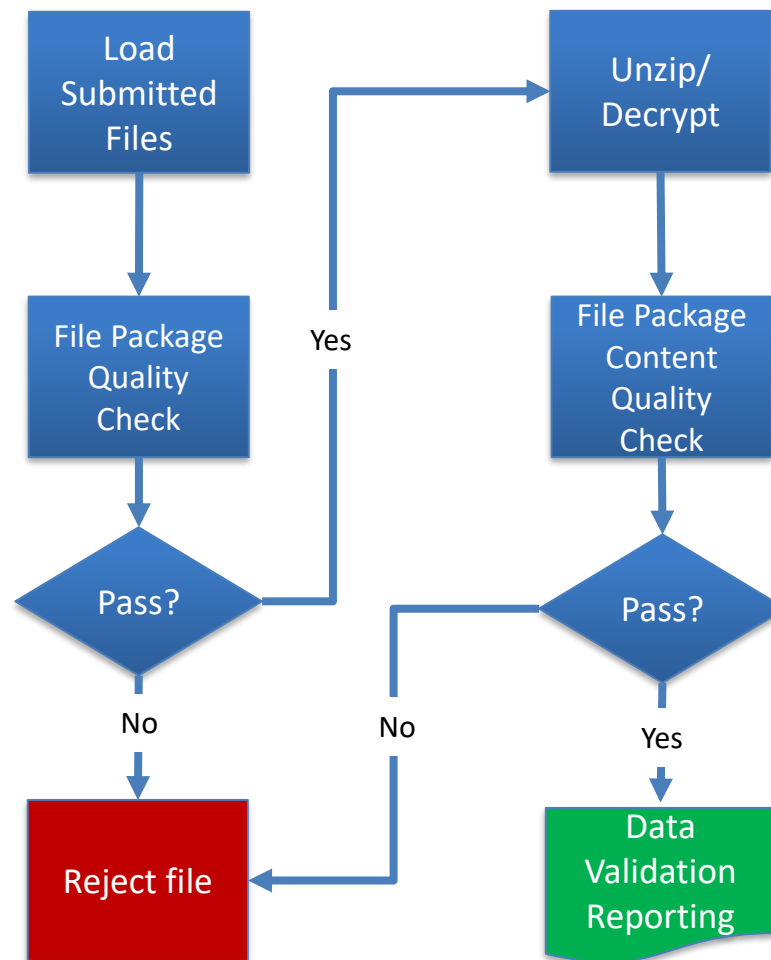 Load
Submitted
Files
File Package
Quality
Check
Pass?
No
Reject file
Yes
Unzip/
Decrypt
File Package
Content
Quality
Check
Pass?
No
Yes
Data
Validation
Reporting